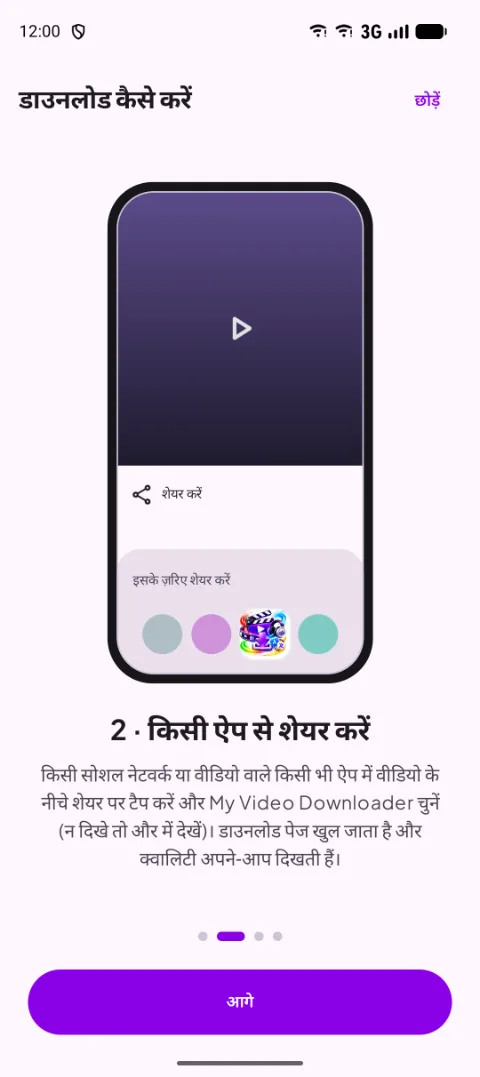 12:00
3G
डाउनलोड कैसे करें
छोड़ें
शेयर करें
इसके ज़रिए शेयर करें
2 · किसी ऐप से शेयर करें
किसी सोशल नेटवर्क या वीडियो वाले किसी भी ऐप में वीडियो के
नीचे शेयर पर टैप करें और My Video Downloader चुनें
(न दिखे तो और में देखें)। डाउनलोड पेज खुल जाता है और
क्वालिटी अपने-आप दिखती हैं।
आगे